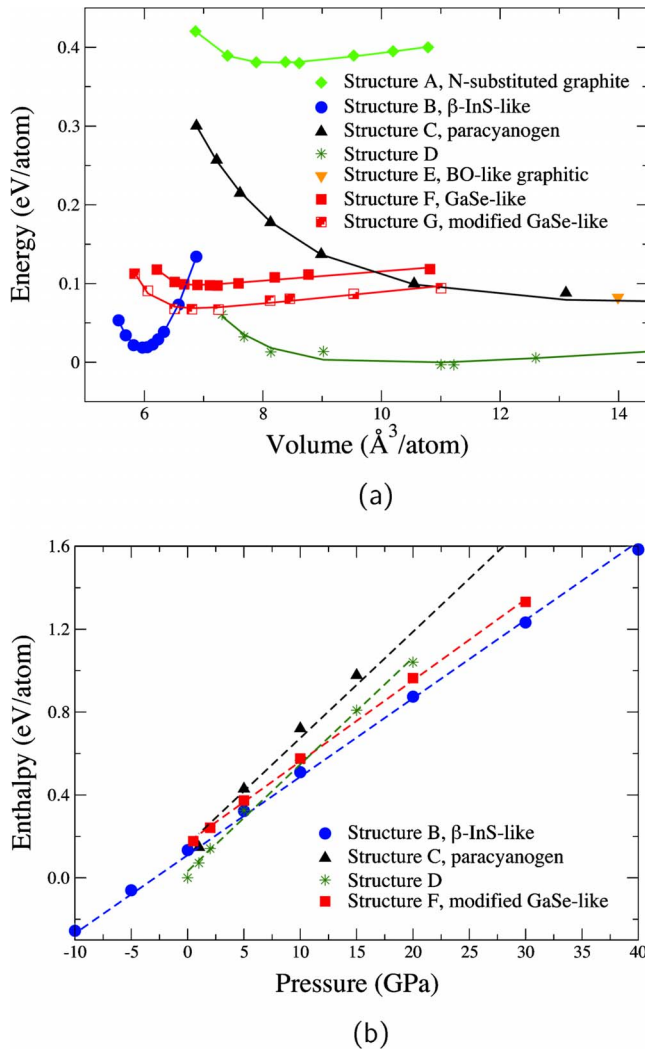 0.4
0.3
0.2
0.1
0
Energy (eV/atom)
Structure A, N-substituted graphite
Structure B, β-InS-like
Structure C, paracyanogen
Structure D
Structure E, BO-like graphitic
Structure F, GaSe-like
Structure G, modified GaSe-like
6 8 10 12 14
Volume (Å³/atom)
(a)
1.6
1.2
0.8
0.4
0.0
Enthalpy (eV/atom)
Structure B, β-InS-like
Structure C, paracyanogen
Structure D
Structure F, modified GaSe-like
-10 -5 0 5 10 15 20 25 30 35 40
Pressure (GPa)
(b)